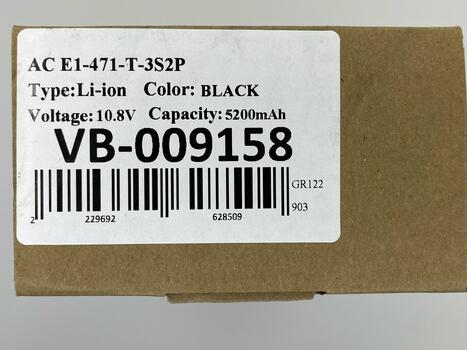 AC E1-471-T-3S2P
Type:Li-ion Color: BLACK
Voltage: 10.8V Capacity: 5200mAh
VB-009158
GR122
903
2 229692 628509